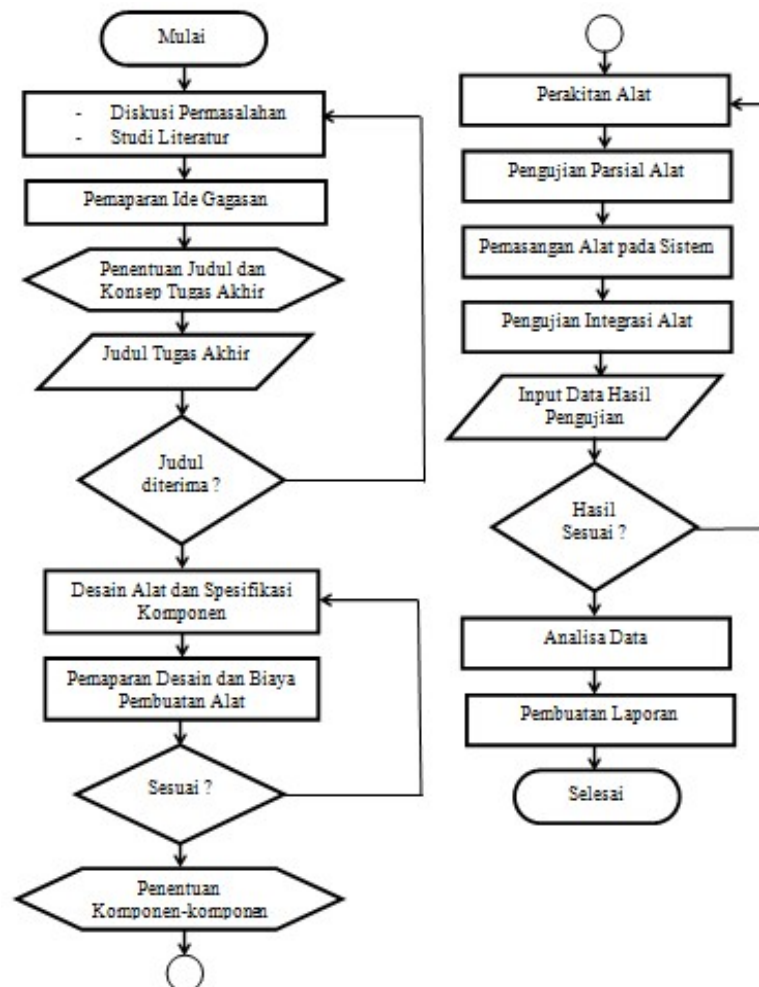 Mulai
- Diskusi Permasalahan
- Studi Literatur
Pemaparan Ide Gagasan
Penentuan Judul dan
Konsep Tugas Akhir
Judul Tugas Akhir
Judul
diterima ?
Desain Alat dan Spesifikasi
Komponen
Pemaparan Desain dan Biaya
Pembuatan Alat
Sesuai ?
Penentuan
Komponen-komponen
Perakitan Alat
Pengujian Parsial Alat
Pemasangan Alat pada Sistem
Pengujian Integrasi Alat
Input Data Hasil
Pengujian
Hasil
Sesuai ?
Analisa Data
Pembuatan Laporan
Selesai